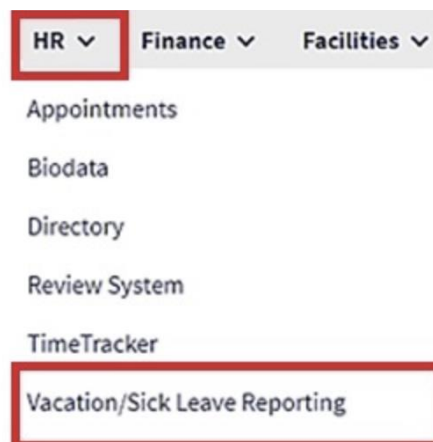 HR Finance Facilities
Appointments
Biodata
Directory
Review System
TimeTracker
Vacation/Sick Leave Reporting